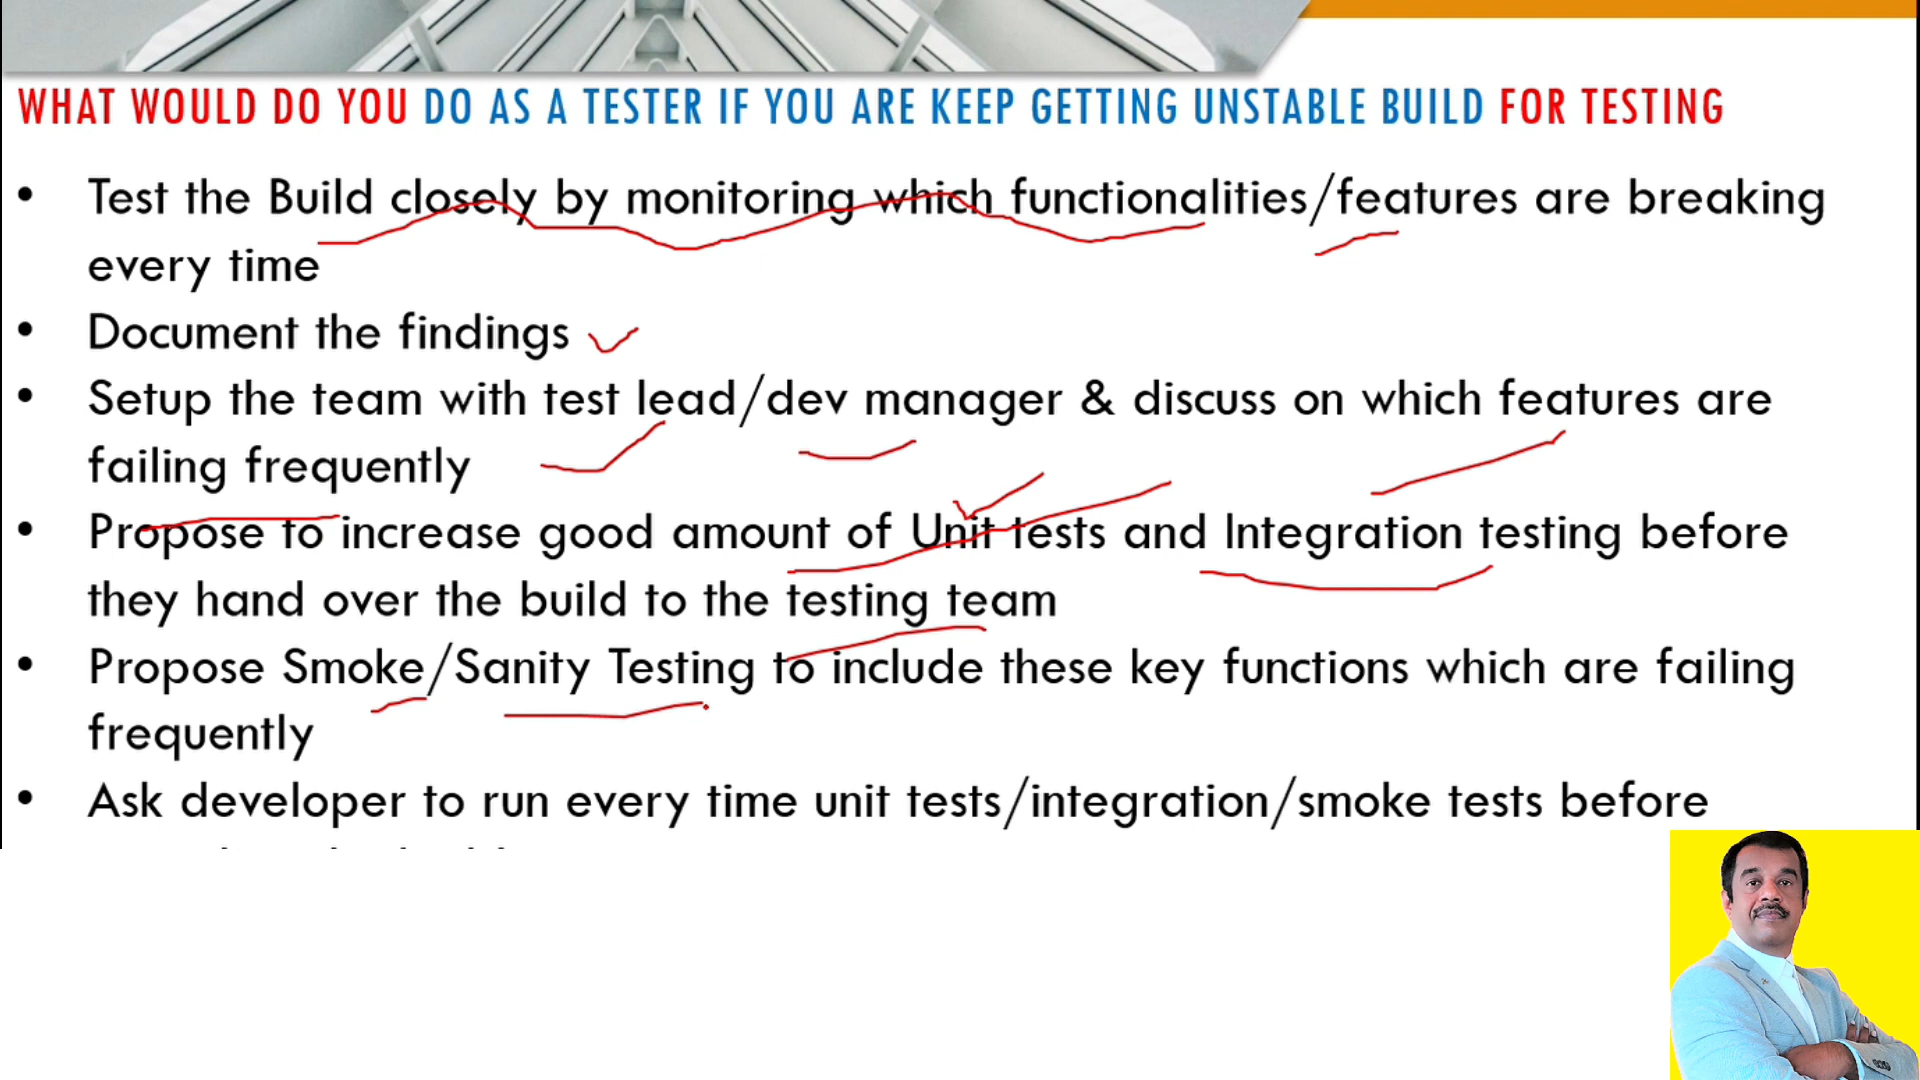 WHAT WOULD DO YOU DO AS A TESTER IF YOU ARE KEEP GETTING UNSTABLE BUILD FOR TESTING
• Test the Build closely by monitoring which functionalities/features are breaking
every time
• Document the findings
• Setup the team with test lead/dev manager & discuss on which features are
failing frequently
• Propose to increase good amount of Unit tests and Integration testing before
they hand over the build to the testing team
• Propose Smoke/Sanity Testing to include these key functions which are failing
frequently
• Ask developer to run every time unit tests/integration/smoke tests before